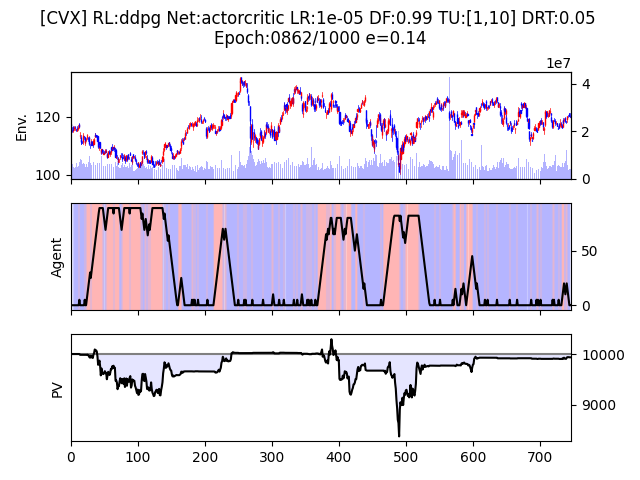 [CVX] RL:ddpg Net:actorcritic LR:1e-05 DF:0.99 TU:[1,10] DRT:0.05
Epoch:0862/1000 e=0.14
1e7
Env.
120
100
4
2
0
Agent
50
0
PV
10000
9000
0 100 200 300 400 500 600 700